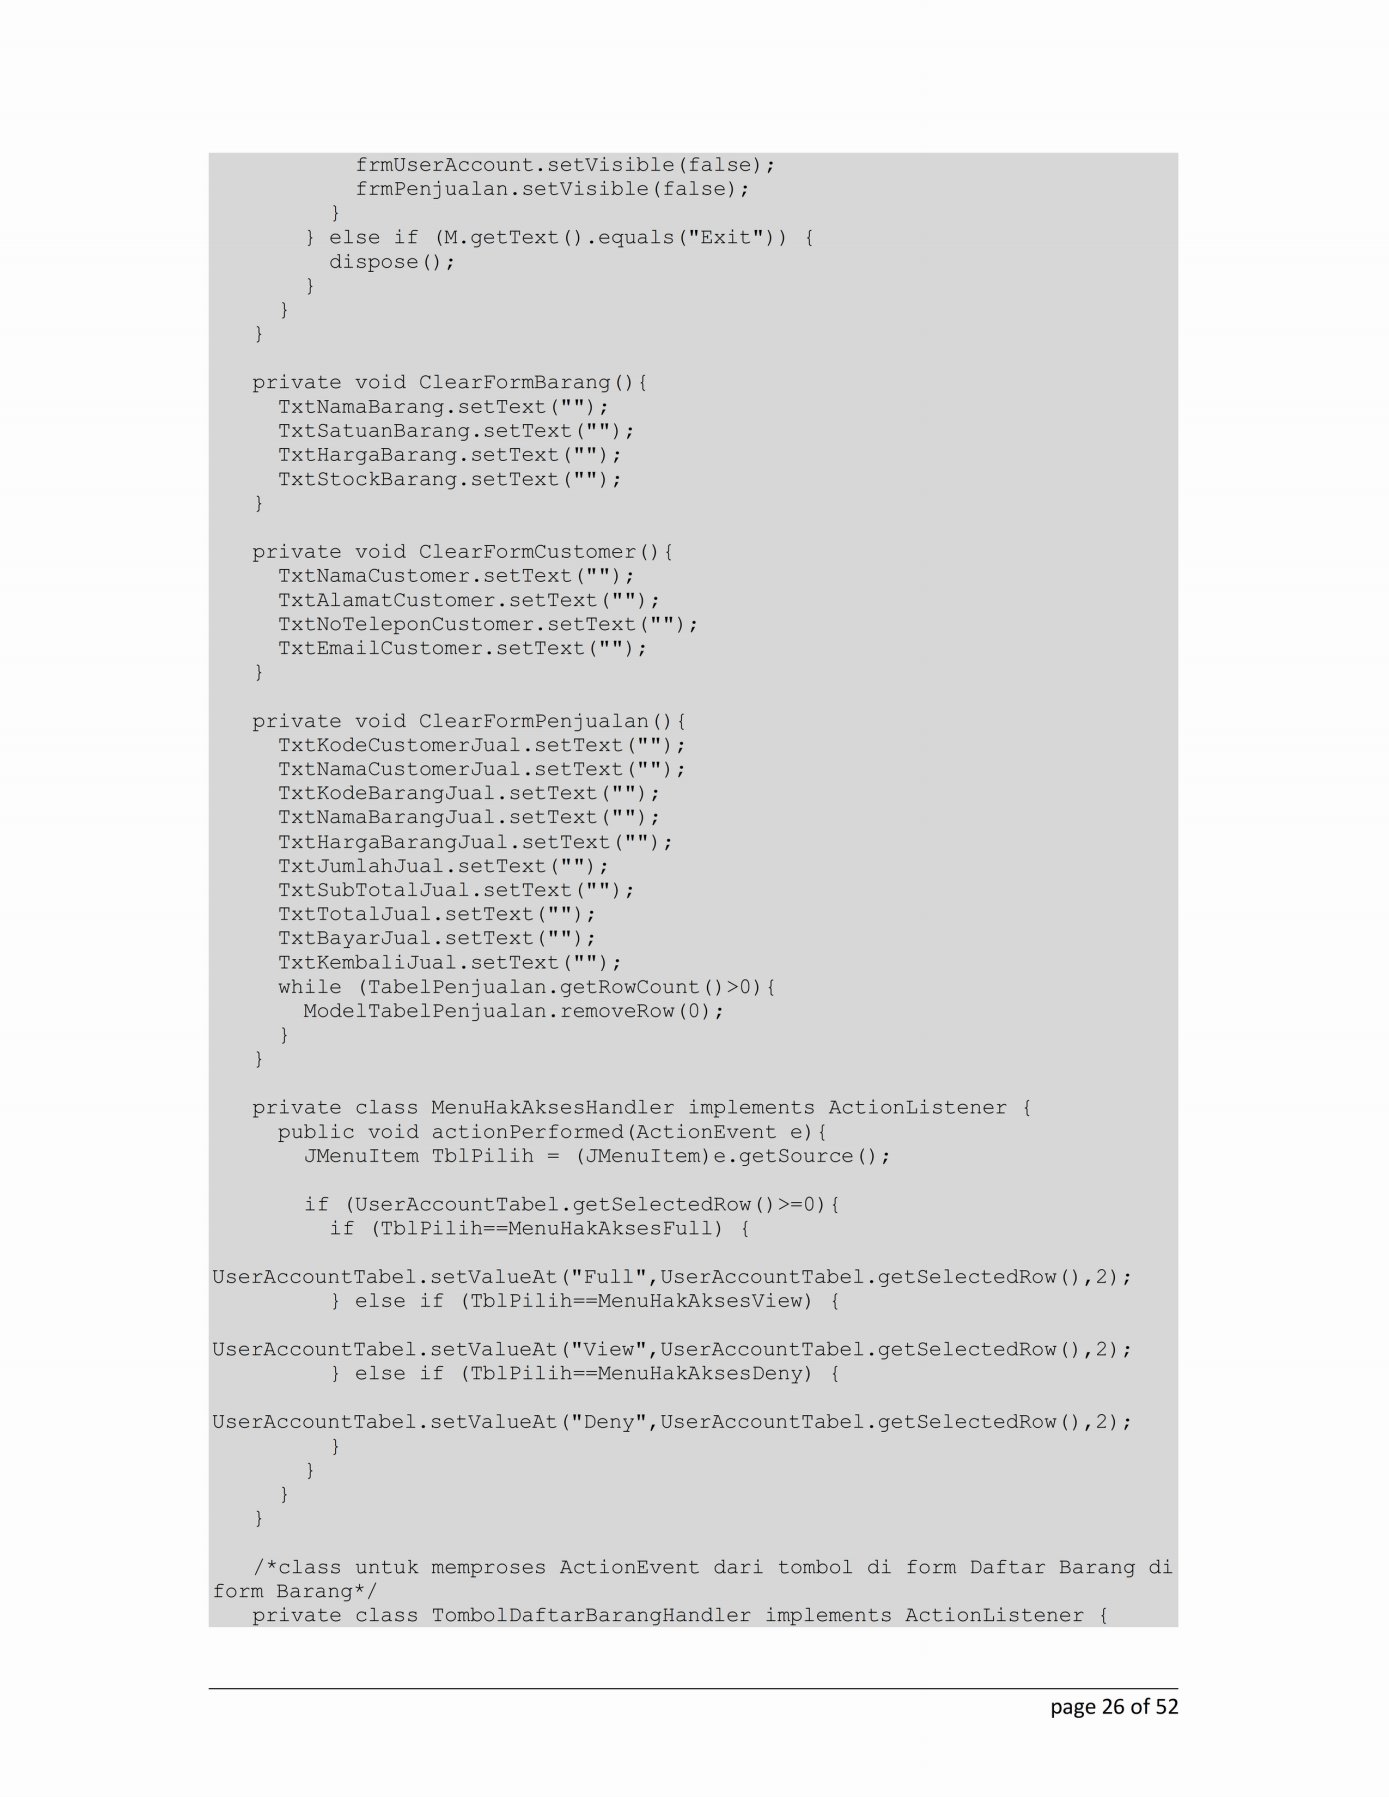 frmUserAccount.setVisible(false);
frmPenjualan.setVisible(false);
}
} else if (M.getText().equals("Exit")) {
dispose();
}
}
}
private void ClearFormBarang(){
TxtNamaBarang.setText("");
TxtSatuanBarang.setText("");
TxtHargaBarang.setText("");
TxtStockBarang.setText("");
}
private void ClearFormCustomer(){
TxtNamaCustomer.setText("");
TxtAlamatCustomer.setText("");
TxtNoTeleponCustomer.setText("");
TxtEmailCustomer.setText("");
}
private void ClearFormPenjualan(){
TxtKodeCustomerJual.setText("");
TxtNamaCustomerJual.setText("");
TxtKodeBarangJual.setText("");
TxtNamaBarangJual.setText("");
TxtHargaBarangJual.setText("");
TxtJumlahJual.setText("");
TxtSubTotalJual.setText("");
TxtTotalJual.setText("");
TxtBayarJual.setText("");
TxtKembaliJual.setText("");
while (TabelPenjualan.getRowCount()>0){
ModelTabelPenjualan.removeRow(0);
}
}
private class MenuHakAksesHandler implements ActionListener {
public void actionPerformed(ActionEvent e){
JMenuItem TblPilih = (JMenuItem)e.getSource();
if (UserAccountTabel.getSelectedRow()>=0){
if (TblPilih==MenuHakAksesFull) {
UserAccountTabel.setValueAt("Full",UserAccountTabel.getSelectedRow(),2);
} else if (TblPilih==MenuHakAksesView) {
UserAccountTabel.setValueAt("View",UserAccountTabel.getSelectedRow(),2);
} else if (TblPilih==MenuHakAksesDeny) {
UserAccountTabel.setValueAt("Deny",UserAccountTabel.getSelectedRow(),2);
}
}
}
}
/*class untuk memproses ActionEvent dari tombol di form Daftar Barang di
form Barang*/
private class TombolDaftarBarangHandler implements ActionListener {
page 26 of 52